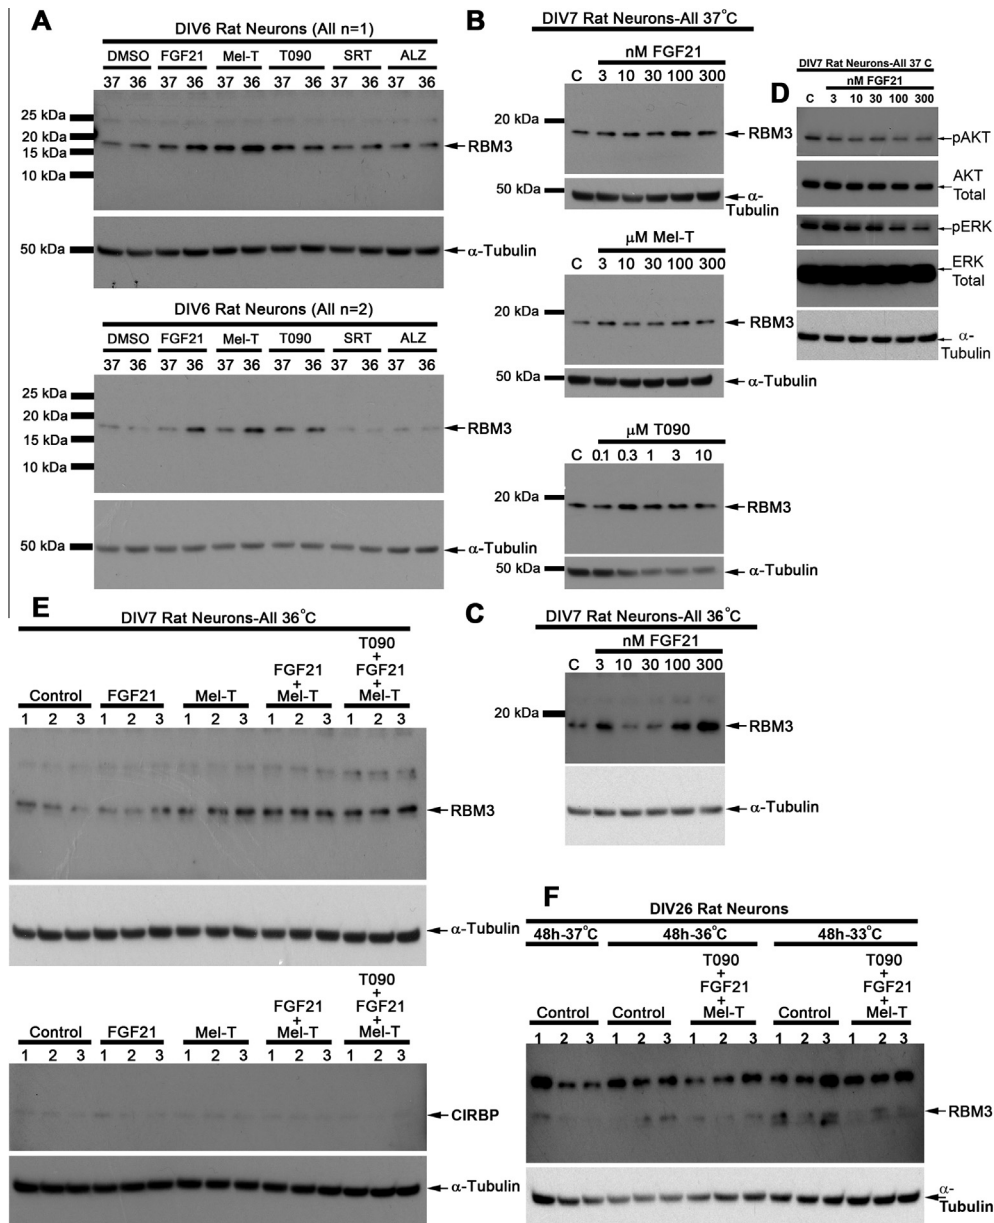 A
DIV6 Rat Neurons (All n=1)
DMSO FGF21 Mel-T T090 SRT ALZ
37 36 37 36 37 36 37 36 37 36 37 36
25 kDa
20 kDa
15 kDa
10 kDa
RBM3
50 kDa
α-Tubulin
DIV6 Rat Neurons (All n=2)
DMSO FGF21 Mel-T T090 SRT ALZ
37 36 37 36 37 36 37 36 37 36 37 36
25 kDa
20 kDa
15 kDa
10 kDa
RBM3
50 kDa
α-Tubulin
B
DIV7 Rat Neurons-All 37°C
nM FGF21
C 3 10 30 100 300
20 kDa
RBM3
50 kDa
α-
Tubulin
μM Mel-T
C 3 10 30 100 300
20 kDa
RBM3
50 kDa
α-Tubulin
μM T090
C 0.1 0.3 1 3 10
20 kDa
RBM3
50 kDa
α-Tubulin
C
DIV7 Rat Neurons-All 36°C
nM FGF21
C 3 10 30 100 300
20 kDa
RBM3
α-Tubulin
D
DIV7 Rat Neurons-All 37 C
nM FGF21
C 3 10 30 100 300
pAKT
AKT
Total
pERK
ERK
Total
α-
Tubulin
E
DIV7 Rat Neurons-All 36°C
Control
FGF21
Mel-T
FGF21
+
Mel-T
T090
+
FGF21
+
Mel-T
1 2 3 1 2 3 1 2 3 1 2 3 1 2 3
RBM3
α-Tubulin
Control
FGF21
Mel-T
FGF21
+
Mel-T
T090
+
FGF21
+
Mel-T
1 2 3 1 2 3 1 2 3 1 2 3 1 2 3
CIRBP
α-Tubulin
F
DIV26 Rat Neurons
48h-37°C 48h-36°C 48h-33°C
Control
Control
T090
+
FGF21
+
Mel-T
Control
T090
+
FGF21
+
Mel-T
1 2 3 1 2 3 1 2 3 1 2 3 1 2 3
RBM3
α-
Tubulin